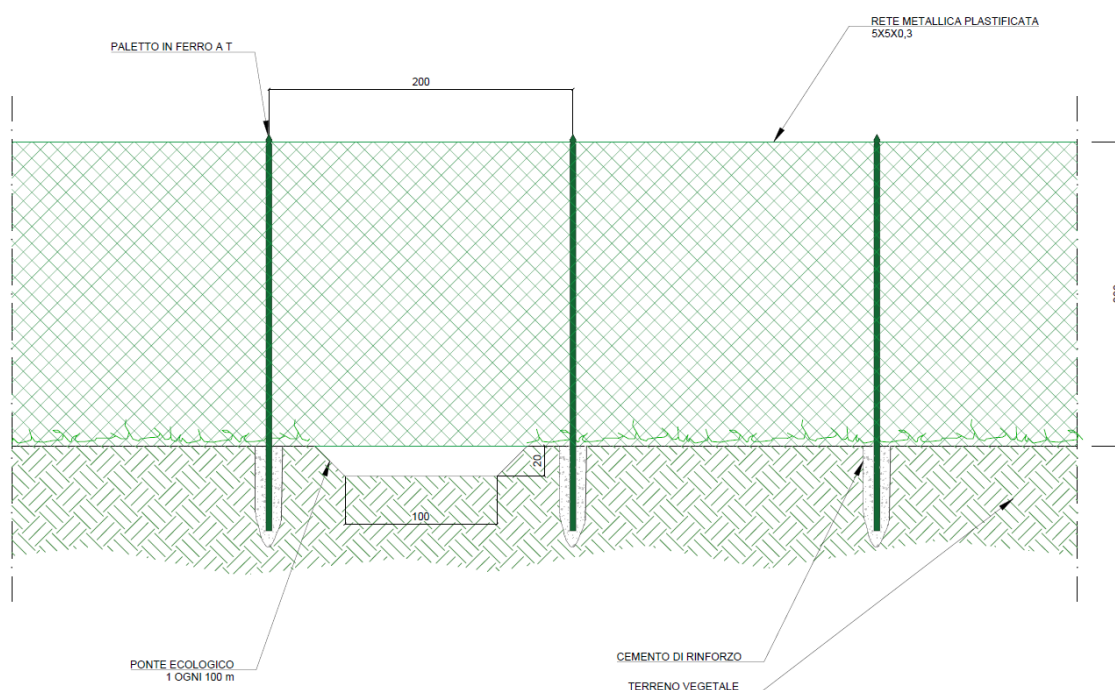 RETE METALLICA PLASTIFICATA
5X5X0,3
PALETTO IN FERRO A T
200
20
100
CEMENTO DI RINFORZO
PONTE ECOLOGICO
1 OGNI 100 m
TERRENO VEGETALE